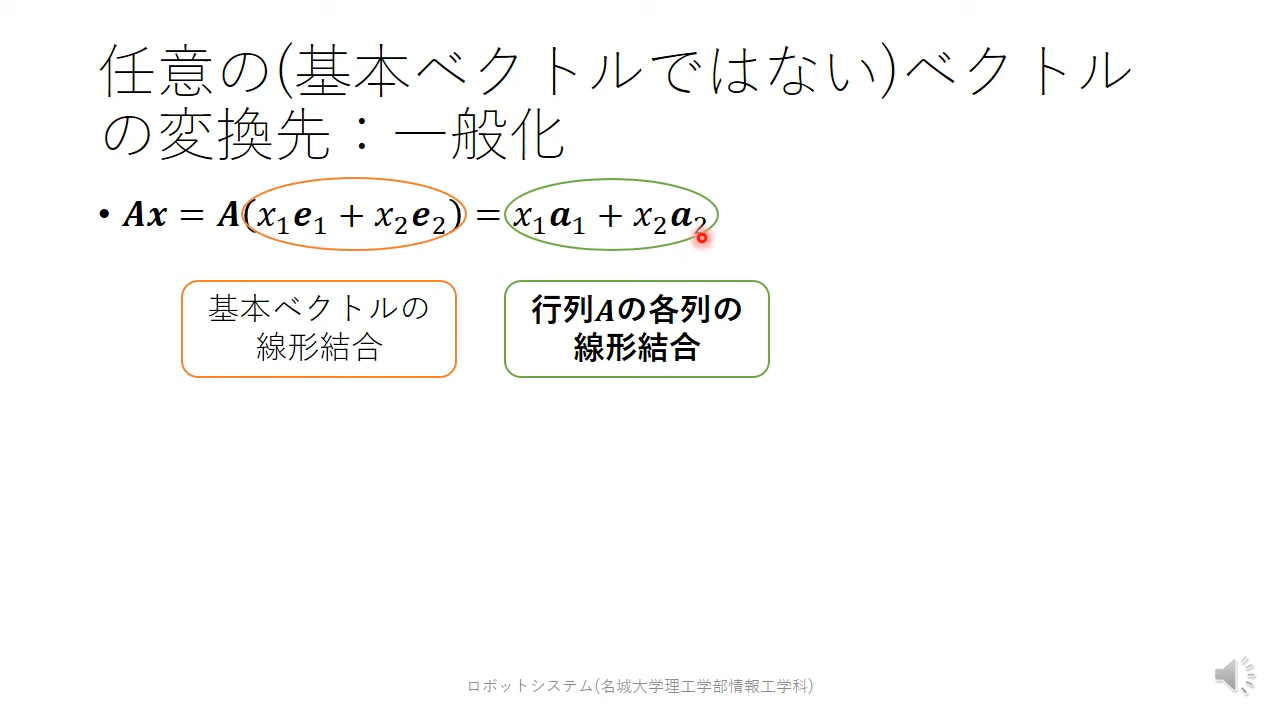 任意の(基本ベクトルではない)ベクトル
の変換先：一般化
• Ax = A(x₁e₁ + x₂e₂) = x₁a₁ + x₂a₂
基本ベクトルの
線形結合
行列Aの各列の
線形結合
ロボットシステム(名城大学理工学部情報工学科)